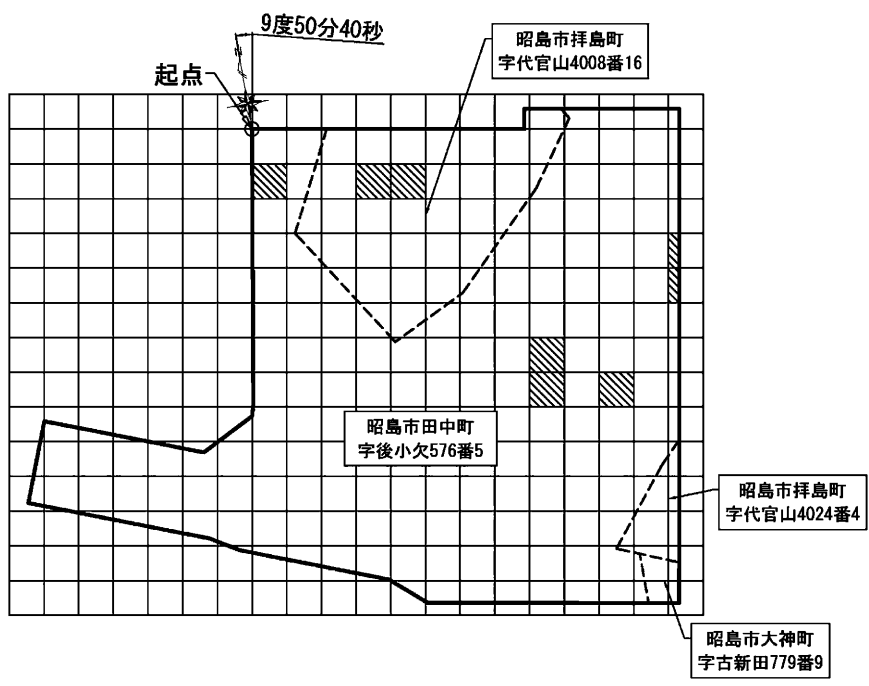 9度50分40秒
起点
昭島市拝島町
字代官山4008番16
昭島市田中町
字後小欠576番5
昭島市拝島町
字代官山4024番4
昭島市大神町
字古新田779番9